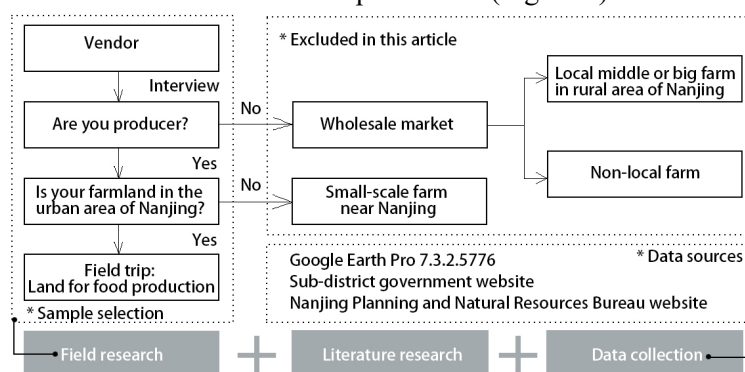 Vendor
Interview
Are you producer?
Yes
Is your farmland in the
urban area of Nanjing?
Yes
Field trip:
Land for food production
* Sample selection
No
No
* Excluded in this article
Wholesale market
Local middle or big farm
in rural area of Nanjing
Non-local farm
Small-scale farm
near Nanjing
* Data sources
Google Earth Pro 7.3.2.5776
Sub-district government website
Nanjing Planning and Natural Resources Bureau website
Field research
+
Literature research
+
Data collection